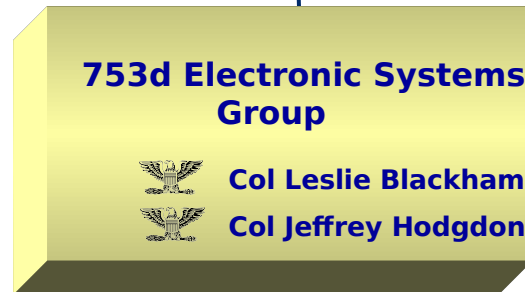 753d Electronic Systems
Group
Col Leslie Blackham
Col Jeffrey Hodgdon